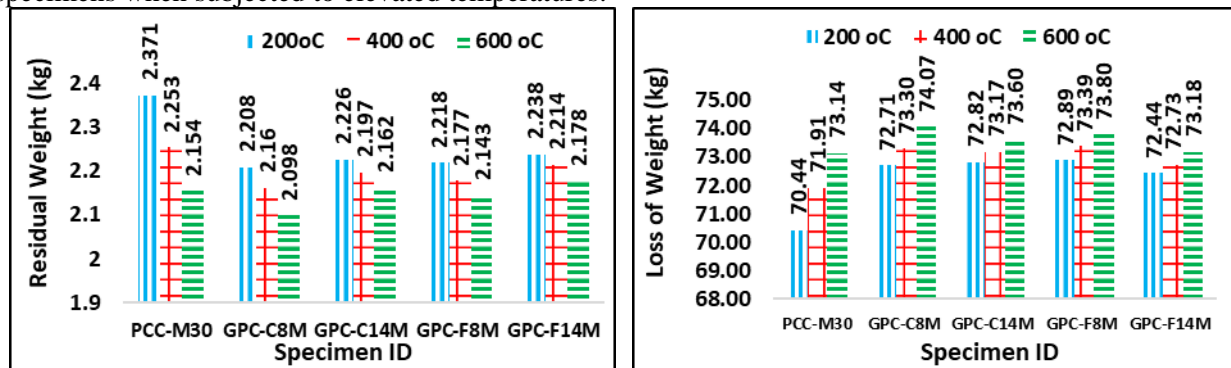 specimens when subjected to elevated temperatures.
200oC 400 oC 600 oC
Residual Weight (kg)
2.4
2.3
2.2
2.1
2
1.9
2.371 2.253 2.154 2.208 2.16 2.098 2.226 2.197 2.162 2.218 2.177 2.143 2.238 2.214 2.178
PCC-M30 GPC-C8M GPC-C14M GPC-F8M GPC-F14M
Specimen ID
200 oC 400 oC 600 oC
Loss of Weight (kg)
75.00
74.00
73.00
72.00
71.00
70.00
69.00
68.00
70.44 71.91 73.14 72.71 73.30 74.07 72.82 73.17 73.60 72.89 73.39 73.80 72.44 72.73 73.18
PCC-M30 GPC-C8M GPC-C14M GPC-F8M GPC-F14M
Specimen ID